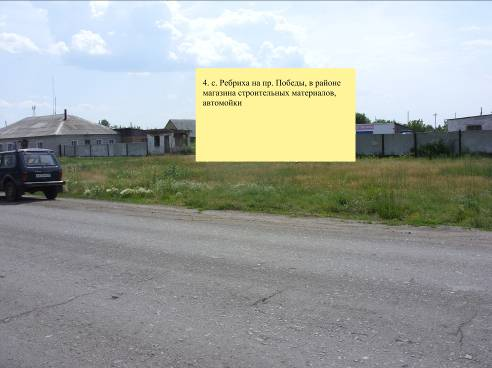 4. с. Ребриха на пр. Победы, в районе
магазина строительных материалов,
автомойки